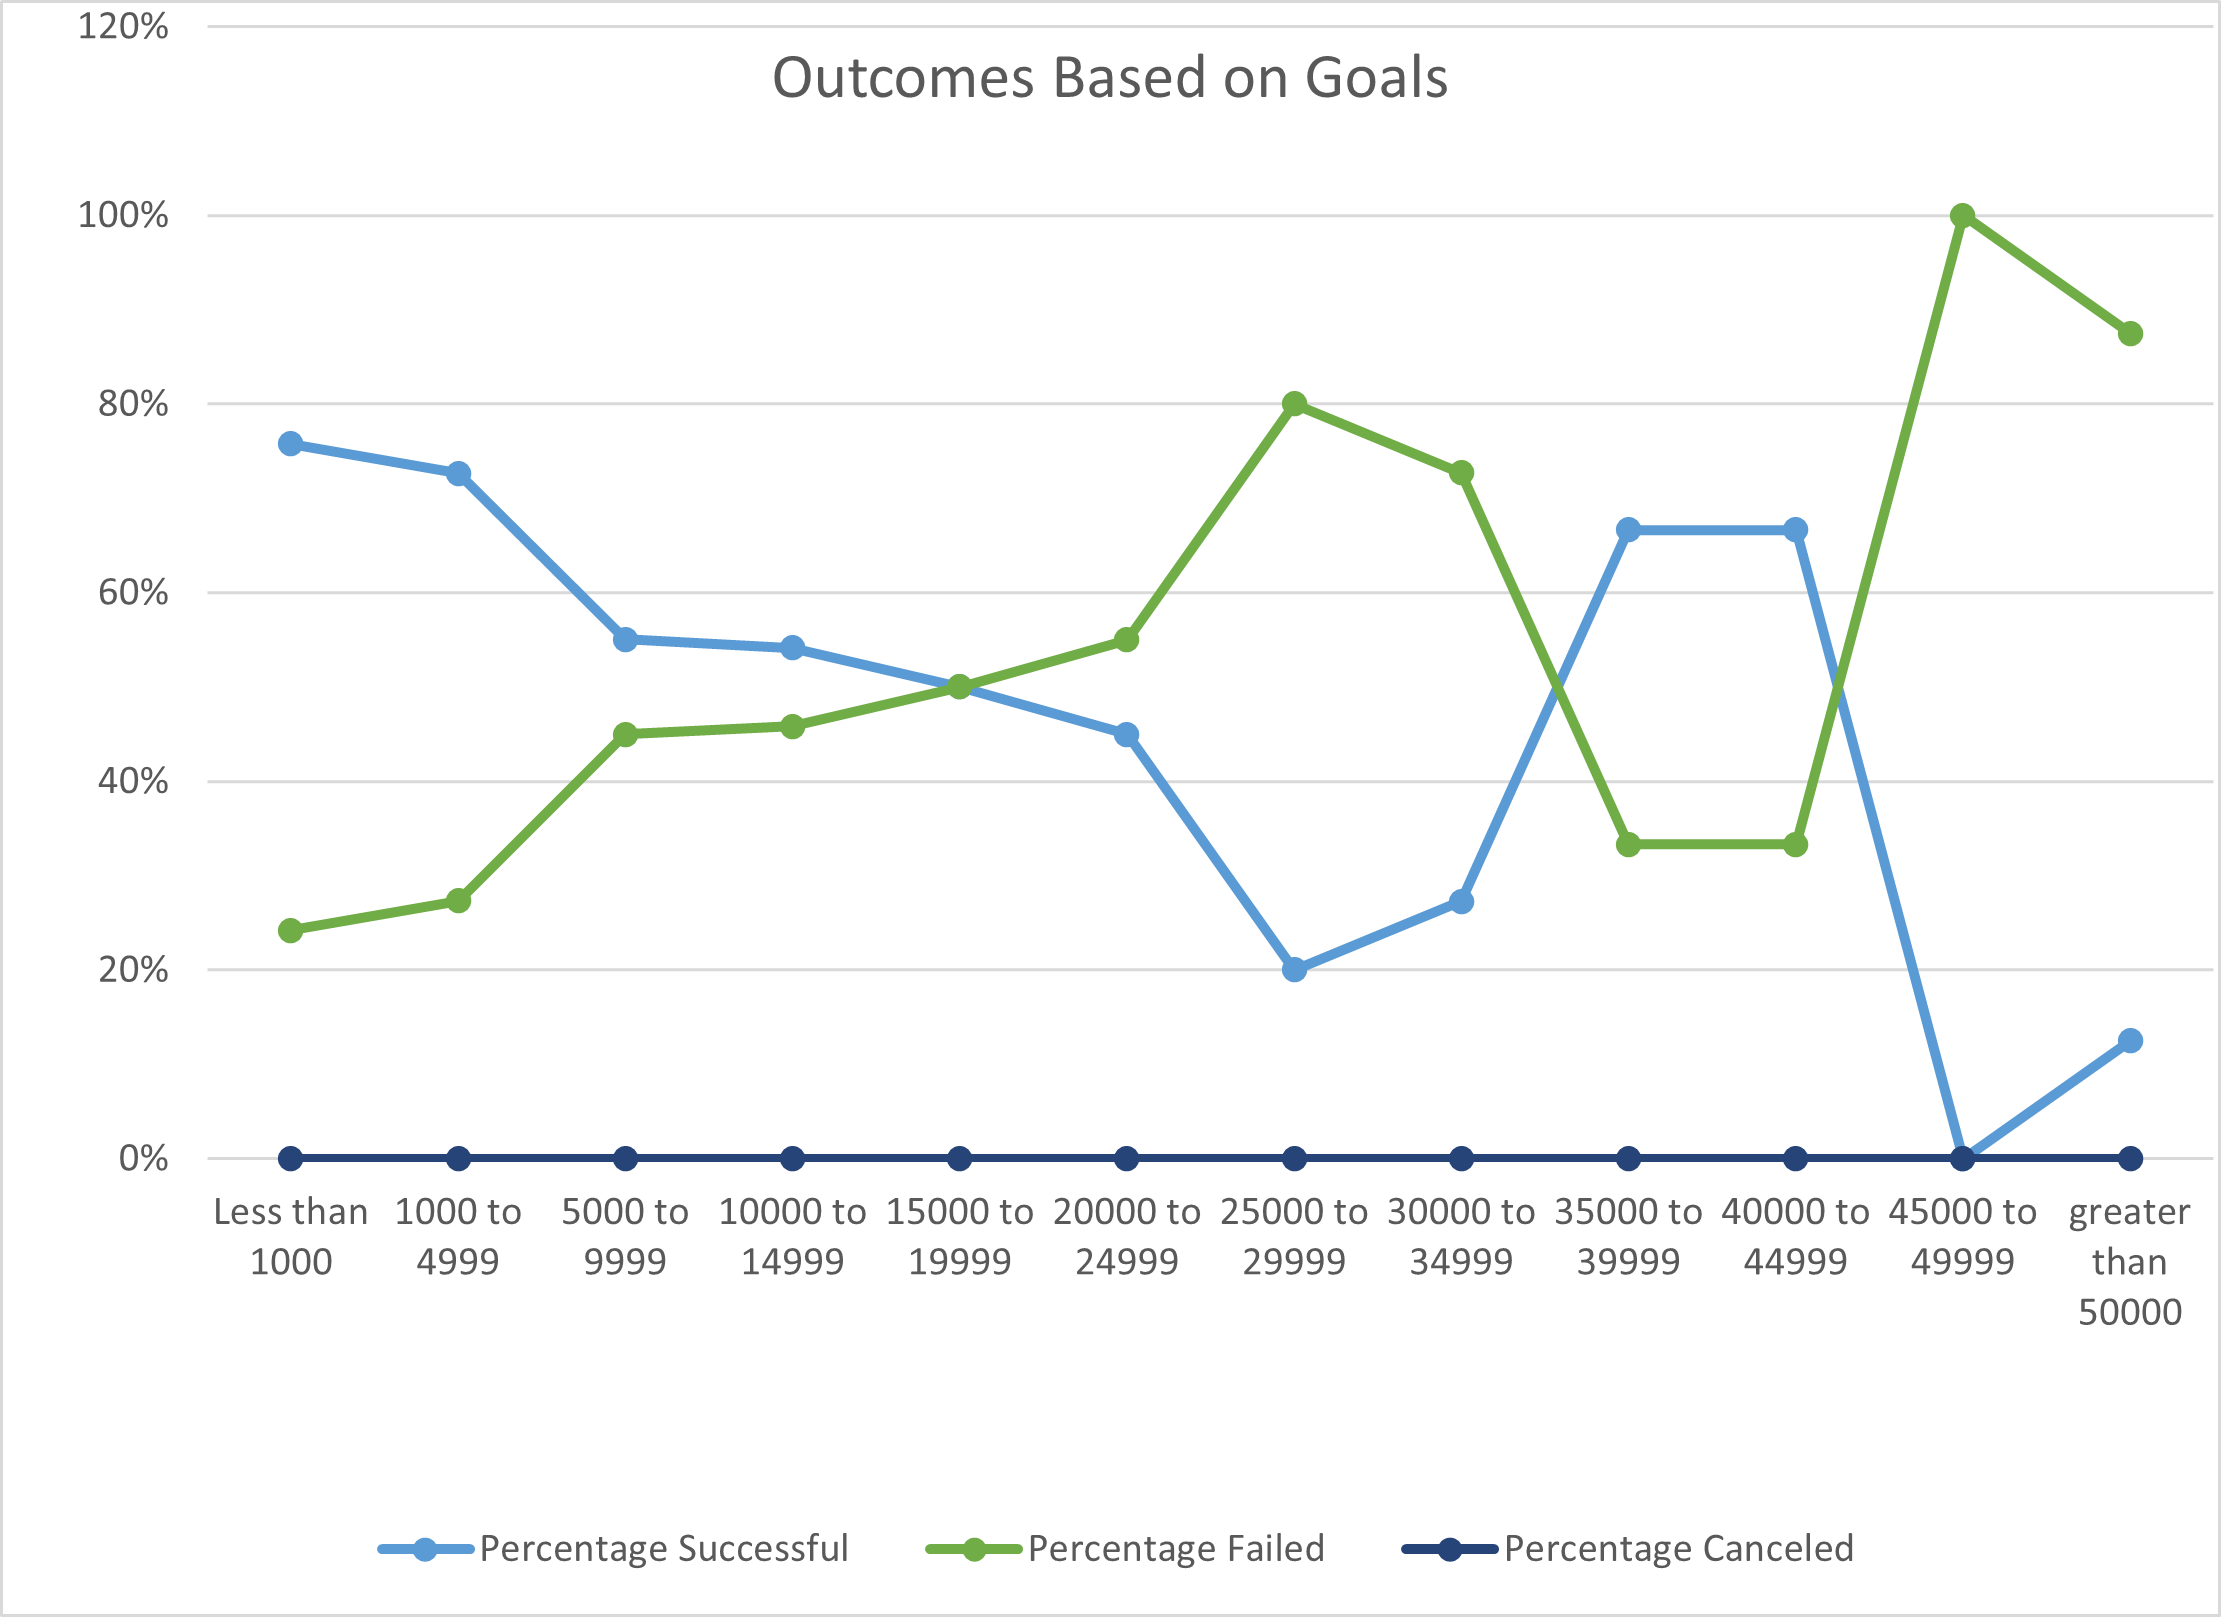 Outcomes Based on Goals
120%
100%
80%
60%
40%
20%
0%
Less than 1000
1000 to 4999
5000 to 9999
10000 to 14999
15000 to 19999
20000 to 24999
25000 to 29999
30000 to 34999
35000 to 39999
40000 to 44999
45000 to 49999
greater than 50000
Percentage Successful
Percentage Failed
Percentage Canceled